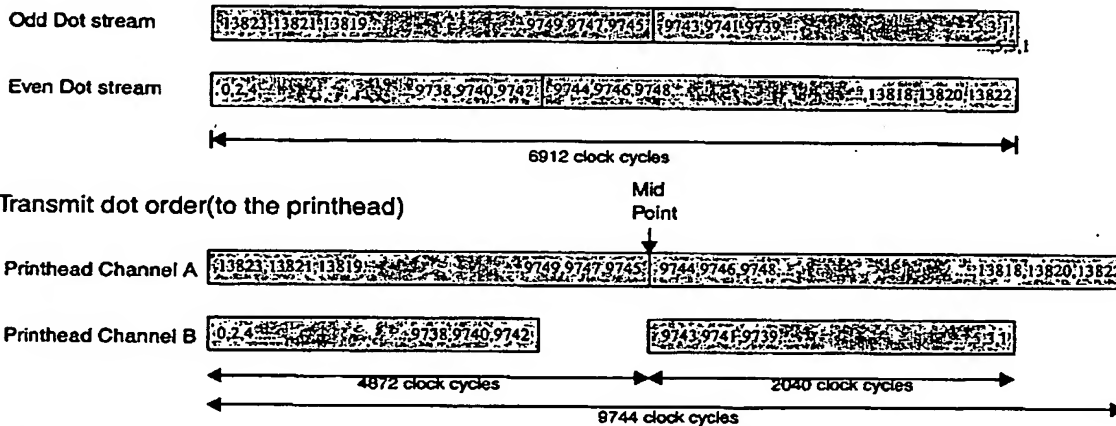 Odd Dot stream 13823,13821,13819 9749,9747,9745 9743,9741,9739 3,1
...,5,3,1
Even Dot stream 0,2,4 9738,9740,9742 9744,9746,9748 13818,13820,13822
6912 clock cycles
Mid
Point
Transmit dot order(to the printhead)
Printhead Channel A 13823,13821,13819 9749,9747,9745 9744,9746,9748 13818,13820,1382
Printhead Channel B 0,2,4 9738,9740,9742 9743,9741,9739 5,3,1
4872 clock cycles 2040 clock cycles
9744 clock cycles